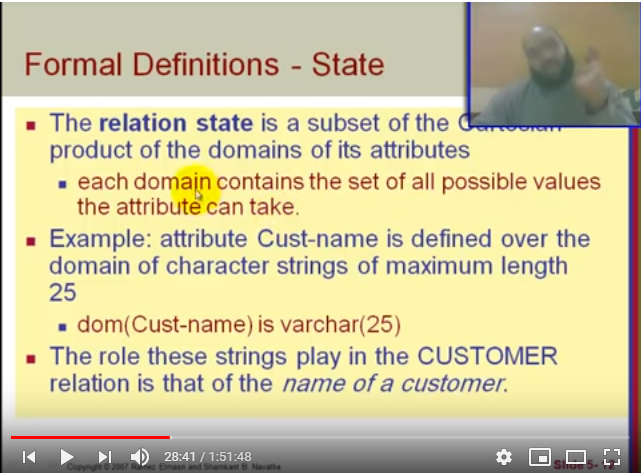 Formal Definitions - State
The relation state is a subset of the Cartesian
product of the domains of its attributes
each domain contains the set of all possible values
the attribute can take.
Example: attribute Cust-name is defined over the
domain of character strings of maximum length
25
dom(Cust-name) is varchar(25)
The role these strings play in the CUSTOMER
relation is that of the name of a customer.
28:41 / 1:51:48
Copyright © 2007 Ramez Elmasri and Shamkant B. Navathe
Slide 5- 12